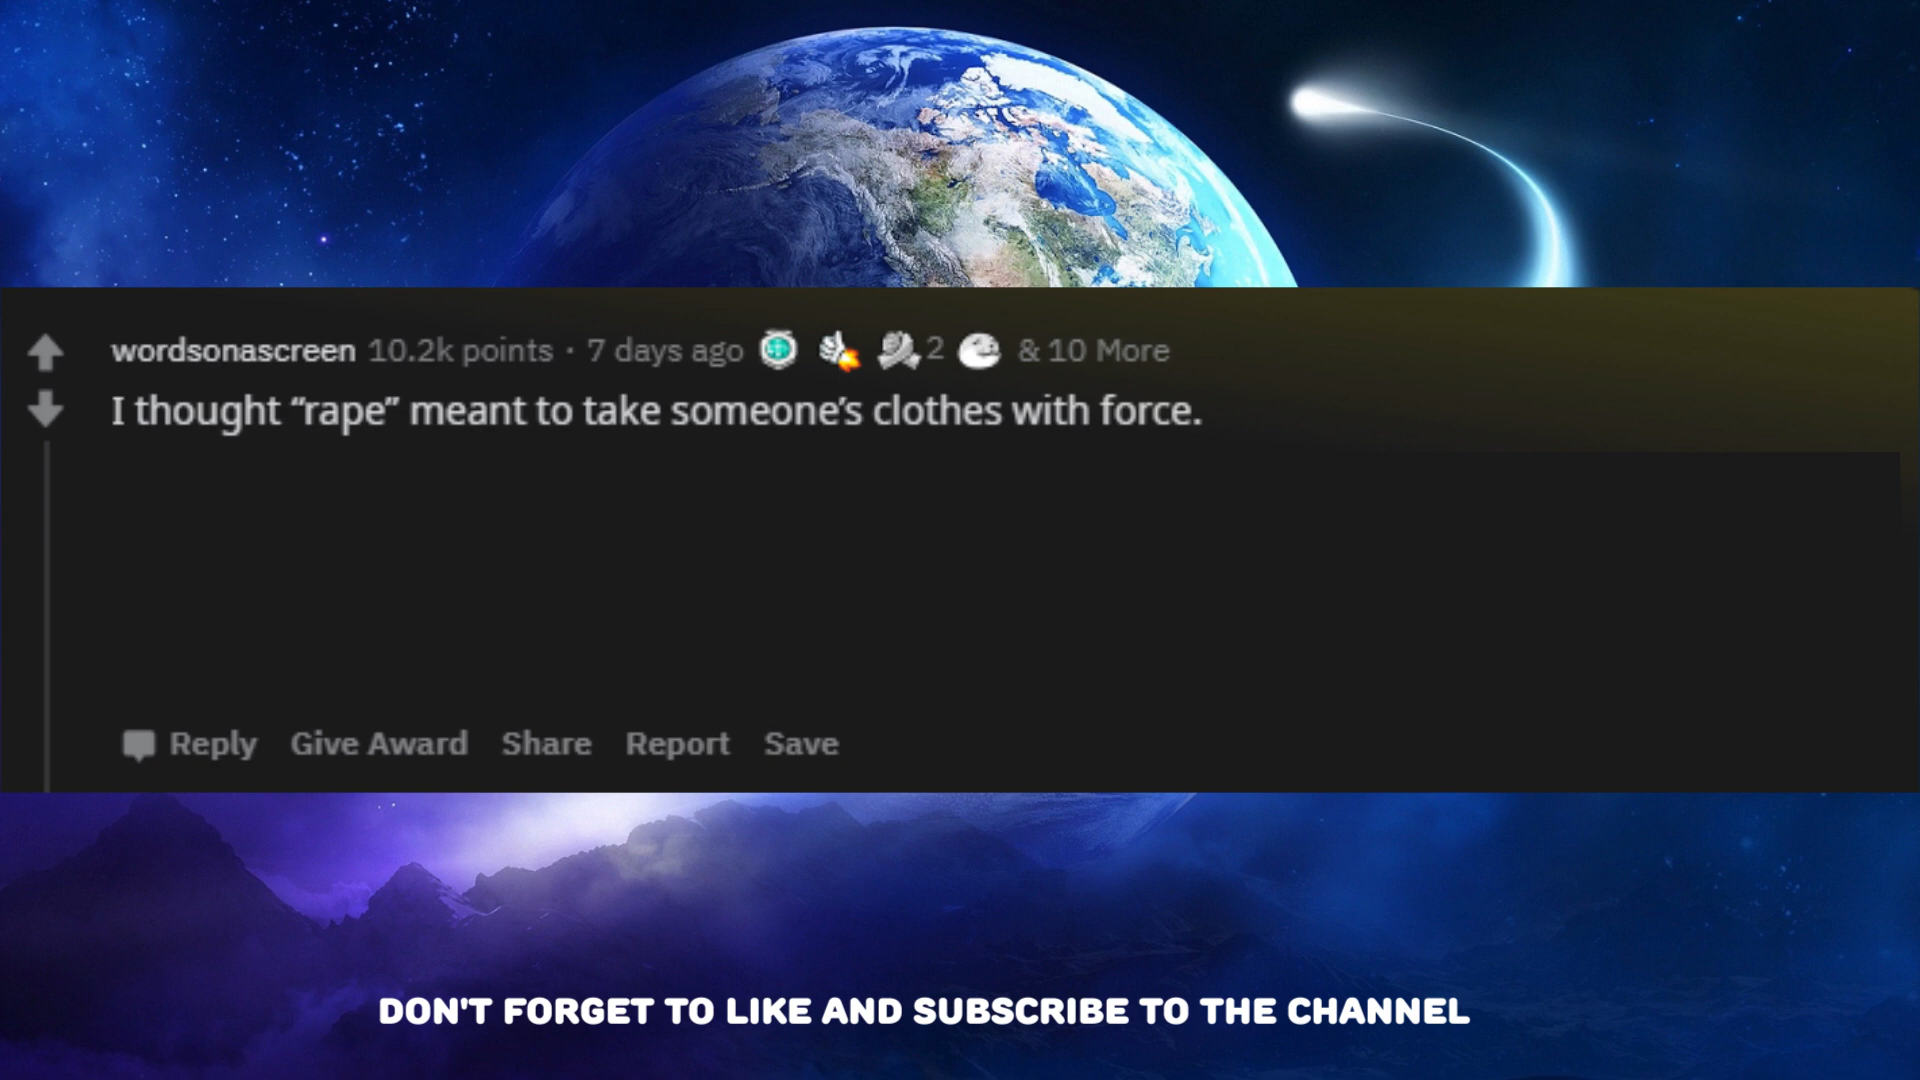 wordsonascreen 10.2k points · 7 days ago 2 & 10 More
I thought “rape” meant to take someone’s clothes with force.
Reply Give Award Share Report Save
DON'T FORGET TO LIKE AND SUBSCRIBE TO THE CHANNEL